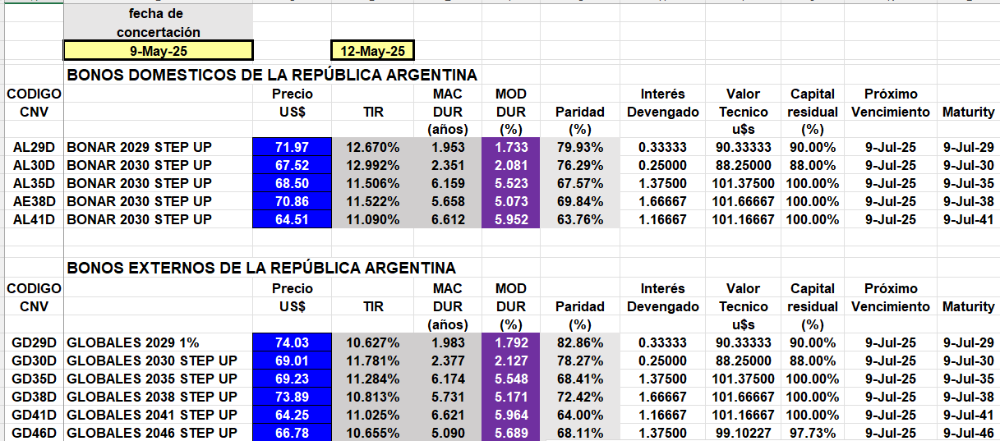 fecha de
concertación
9-May-25 12-May-25
BONOS DOMESTICOS DE LA REPÚBLICA ARGENTINA
CODIGO Precio MAC MOD Interés Valor Capital Próximo
CNV US$ TIR DUR DUR Paridad Devengado Tecnico residual Vencimiento Maturity
(años) (%) (%) u$s (%)
AL29D BONAR 2029 STEP UP 71.97 12.670% 1.953 1.733 79.93% 0.33333 90.33333 90.00% 9-Jul-25 9-Jul-29
AL30D BONAR 2030 STEP UP 67.52 12.992% 2.351 2.081 76.29% 0.25000 88.25000 88.00% 9-Jul-25 9-Jul-30
AL35D BONAR 2030 STEP UP 68.50 11.506% 6.159 5.523 67.57% 1.37500 101.37500 100.00% 9-Jul-25 9-Jul-35
AE38D BONAR 2030 STEP UP 70.86 11.522% 5.658 5.073 69.84% 1.66667 101.66667 100.00% 9-Jul-25 9-Jul-38
AL41D BONAR 2030 STEP UP 64.51 11.090% 6.612 5.952 63.76% 1.16667 101.16667 100.00% 9-Jul-25 9-Jul-41
BONOS EXTERNOS DE LA REPÚBLICA ARGENTINA
CODIGO Precio MAC MOD Interés Valor Capital Próximo
CNV US$ TIR DUR DUR Paridad Devengado Tecnico residual Vencimiento Maturity
(años) (%) (%) u$s (%)
GD29D GLOBALES 2029 1% 74.03 10.627% 1.983 1.792 82.86% 0.33333 90.33333 90.00% 9-Jul-25 9-Jul-29
GD30D GLOBALES 2030 STEP UP 69.01 11.781% 2.377 2.127 78.27% 0.25000 88.25000 88.00% 9-Jul-25 9-Jul-30
GD35D GLOBALES 2035 STEP UP 69.23 11.284% 6.174 5.548 68.41% 1.37500 101.37500 100.00% 9-Jul-25 9-Jul-35
GD38D GLOBALES 2038 STEP UP 73.89 10.813% 5.731 5.171 72.42% 1.66667 101.66667 100.00% 9-Jul-25 9-Jul-38
GD41D GLOBALES 2041 STEP UP 64.25 11.025% 6.621 5.964 64.00% 1.16667 101.16667 100.00% 9-Jul-25 9-Jul-41
GD46D GLOBALES 2046 STEP UP 66.78 10.655% 5.090 5.689 68.11% 1.37500 99.10227 97.73% 9-Jul-25 9-Jul-46